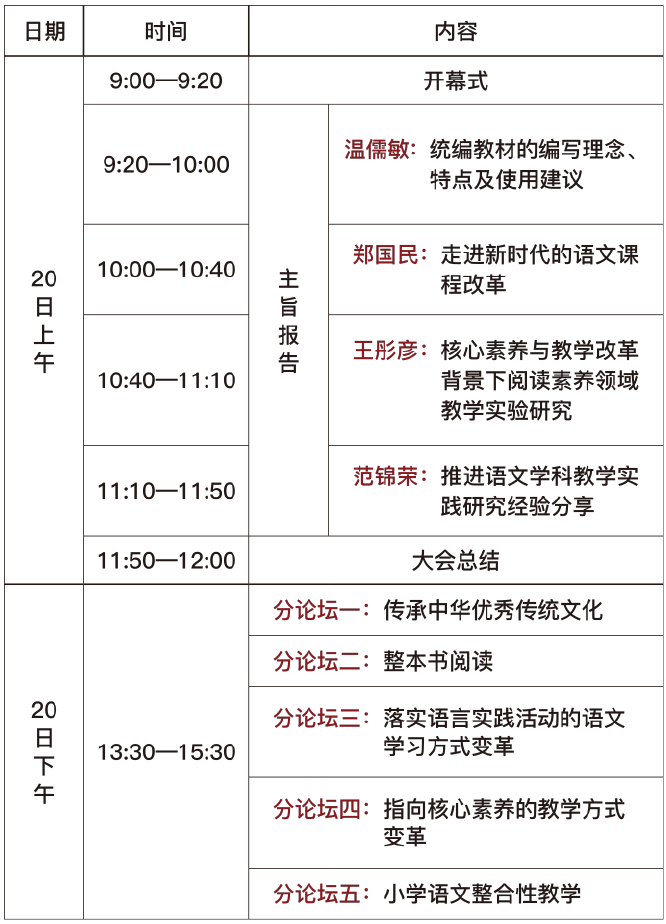 日期 时间 内容
20
日
上
午
9:00—9:20 开幕式
主
旨
报
告
9:20—10:00 温儒敏：统编教材的编写理念、
特点及使用建议
10:00—10:40 郑国民：走进新时代的语文课
程改革
10:40—11:10 王彤彦：核心素养与教学改革
背景下阅读素养领域
教学实验研究
11:10—11:50 范锦荣：推进语文学科教学实
践研究经验分享
11:50—12:00 大会总结
20
日
下
午
13:30—15:30
分论坛一：传承中华优秀传统文化
分论坛二：整本书阅读
分论坛三：落实语言实践活动的语文
学习方式变革
分论坛四：指向核心素养的教学方式
变革
分论坛五：小学语文整合性教学